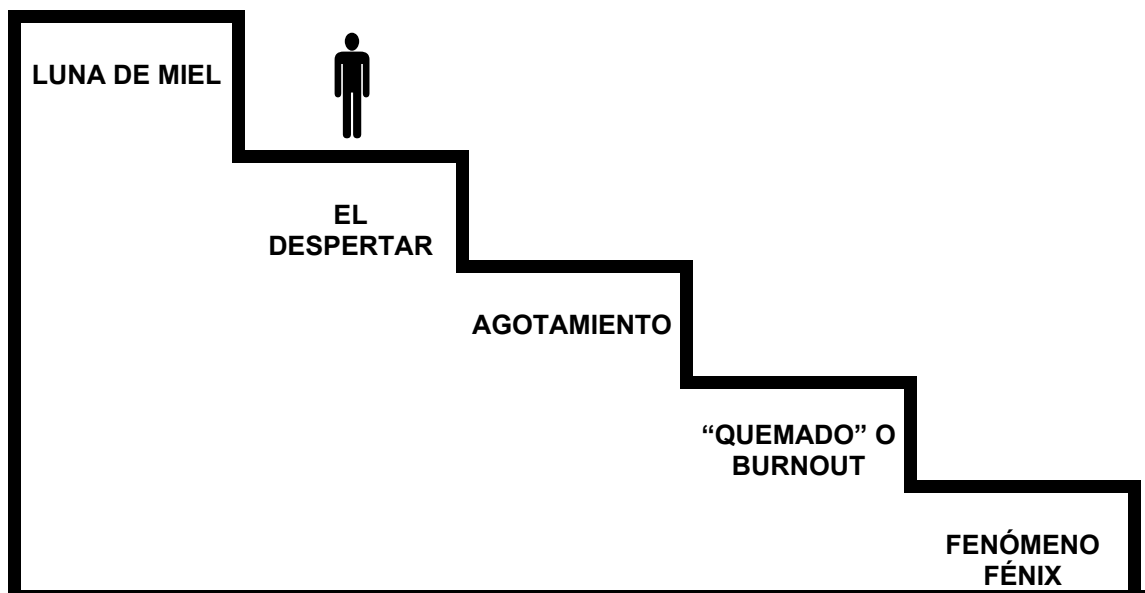 LUNA DE MIEL
EL
DESPERTAR
AGOTAMIENTO
“QUEMADO” O
BURNOUT
FENÓMENO
FÉNIX